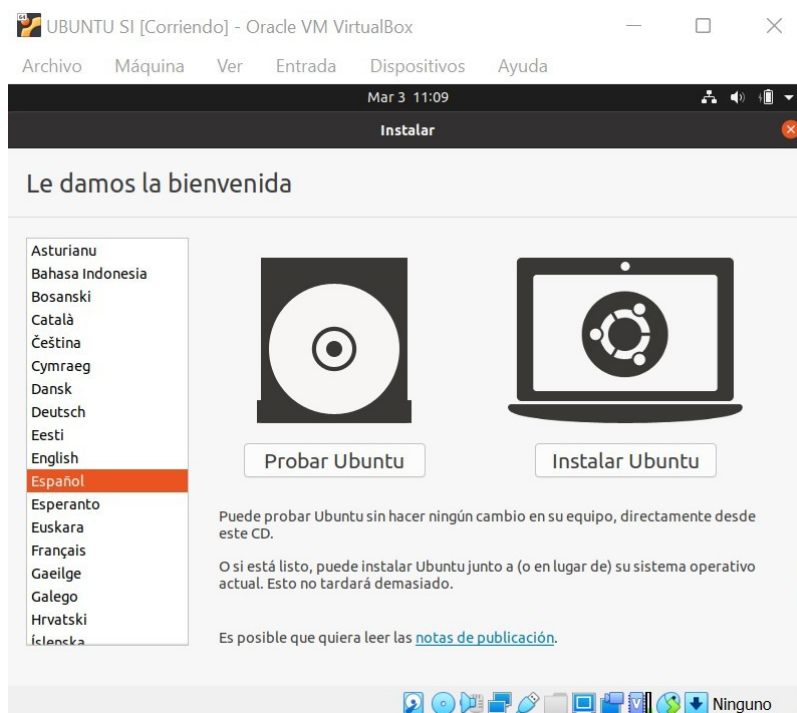 64
UBUNTU SI [Corriendo] - Oracle VM VirtualBox
Archivo Máquina Ver Entrada Dispositivos Ayuda
Mar 3 11:09
Instalar
Le damos la bienvenida
Asturianu
Bahasa Indonesia
Bosanski
Català
Čeština
Cymraeg
Dansk
Deutsch
Eesti
English
Español
Esperanto
Euskara
Français
Gaeilge
Galego
Hrvatski
Íslenska
Probar Ubuntu
Instalar Ubuntu
Puede probar Ubuntu sin hacer ningún cambio en su equipo, directamente desde
este CD.
O si está listo, puede instalar Ubuntu junto a (o en lugar de) su sistema operativo
actual. Esto no tardará demasiado.
Es posible que quiera leer las notas de publicación.
V
Ninguno